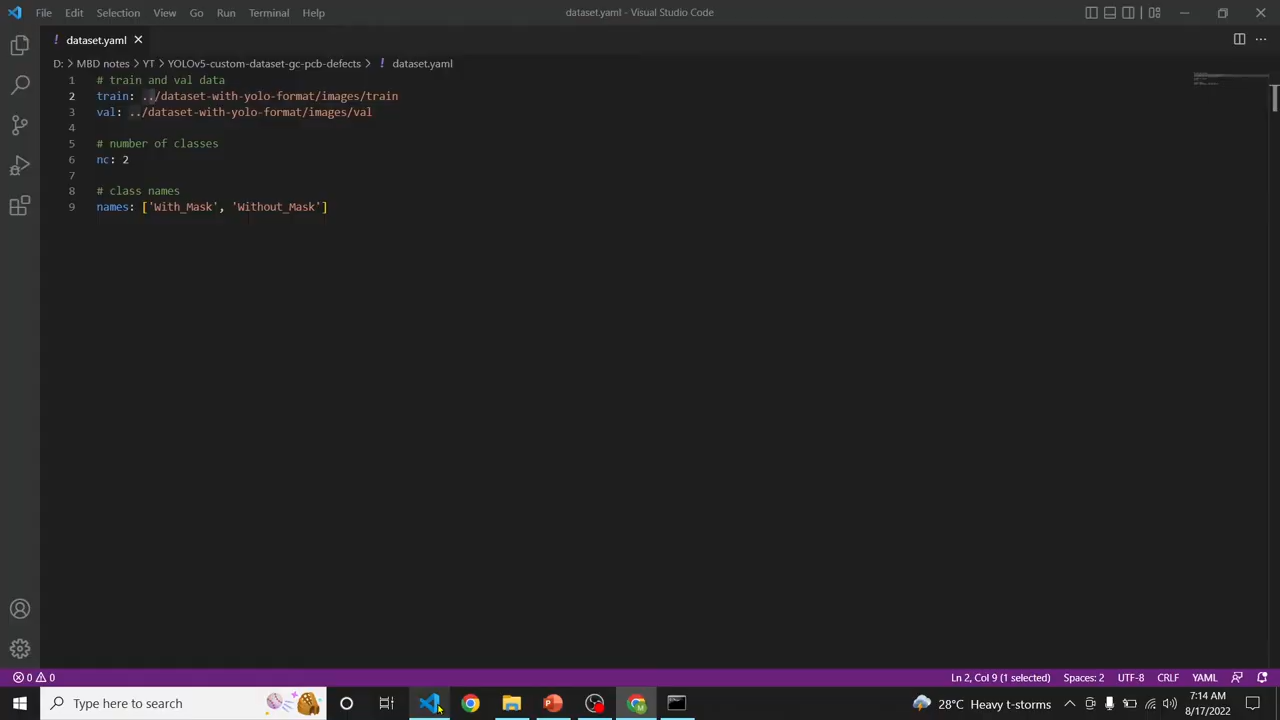 File Edit Selection View Go Run Terminal Help
dataset.yaml - Visual Studio Code
! dataset.yaml
D: > MBD notes > YT > YOLOv5-custom-dataset-gc-pcb-defects > ! dataset.yaml
1 # train and val data
2 train: ../dataset-with-yolo-format/images/train
3 val: ../dataset-with-yolo-format/images/val
4
5 # number of classes
6 nc: 2
7
8 # class names
9 names: ['With_Mask', 'Without_Mask']
0 0 Ln 2, Col 9 (1 selected) Spaces: 2 UTF-8 CRLF YAML
Type here to search
28°C Heavy t-storms
7:14 AM
8/17/2022